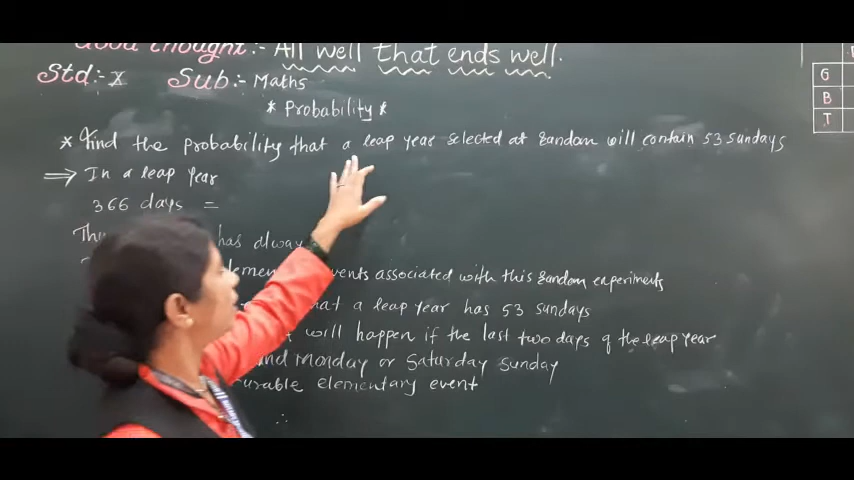 Good thought:- All well that ends well.
Std:- X Sub:- Maths
* Probability *
* Find the probability that a leap year selected at random will contain 53 sundays
⇒ In a leap year
366 days =
has alway
events associated with this random experiments
that a leap year has 53 sundays
will happen if the last two days of the leap year
and Monday or Saturday Sunday
elementary event
∴
G
B
T